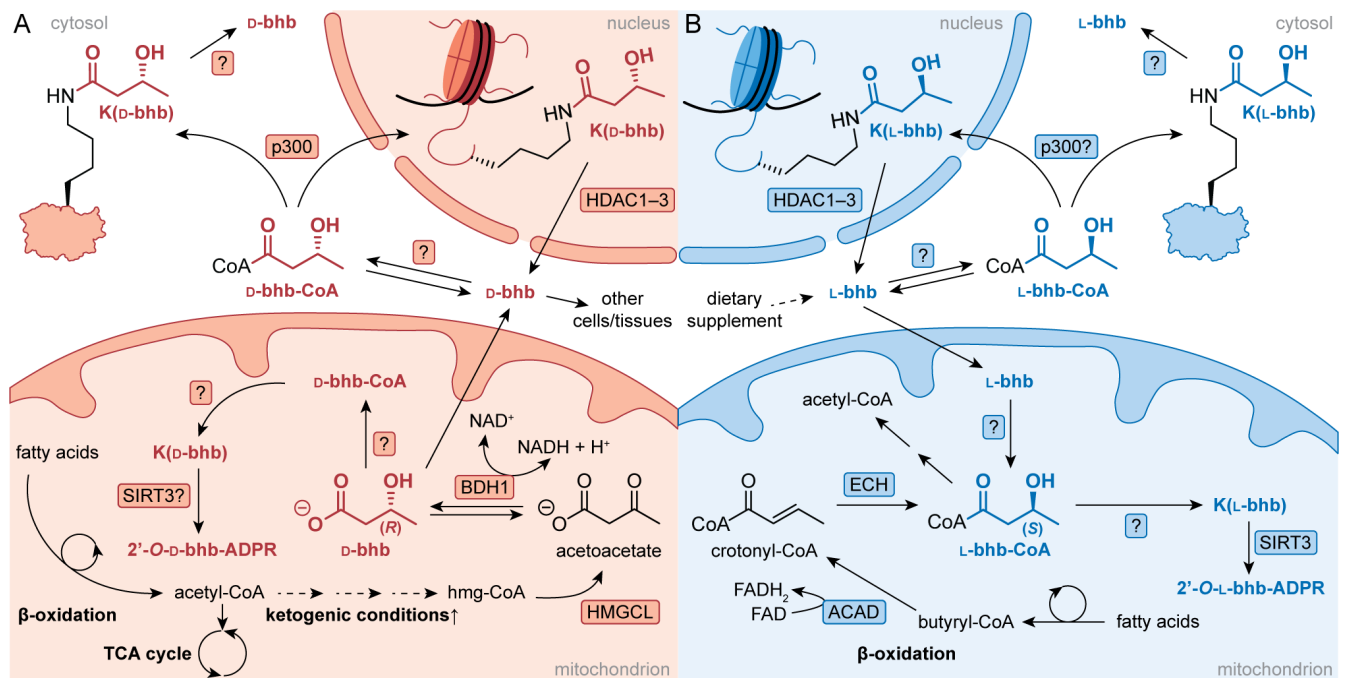 A
cytosol
D-bhb
?
O
OH
HN
K(D-bhb)
p300
nucleus
O
OH
HN
K(D-bhb)
HDAC1–3
O
OH
CoA
D-bhb-CoA
?
D-bhb
other
cells/tissues
D-bhb-CoA
?
K(D-bhb)
fatty acids
SIRT3?
2'-O-D-bhb-ADPR
?
NAD+
NADH + H+
BDH1
O
OH
⊖
O
(R)
D-bhb
O
O
⊖
O
acetoacetate
β-oxidation
acetyl-CoA
ketogenic conditions↑
hmg-CoA
HMGCL
TCA cycle
mitochondrion
B
nucleus
L-bhb
cytosol
?
O
OH
HN
K(L-bhb)
O
OH
HN
K(L-bhb)
p300?
HDAC1–3
O
OH
CoA
L-bhb-CoA
?
L-bhb
dietary
supplement
L-bhb
acetyl-CoA
?
O
CoA
crotonyl-CoA
ECH
O
OH
CoA
(S)
L-bhb-CoA
?
K(L-bhb)
SIRT3
2'-O-L-bhb-ADPR
FADH2
FAD
ACAD
butyryl-CoA
fatty acids
β-oxidation
mitochondrion